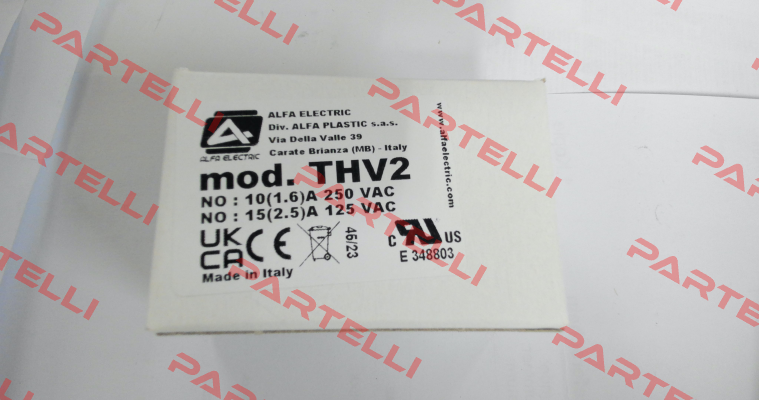 ALFA ELECTRIC
Div. ALFA PLASTIC s.a.s.
Via Della Valle 39
Carate Brianza (MB) - Italy
ALFA ELECTRIC
www.alfaelectric.com
mod. THV2
NO : 10(1.6)A 250 VAC
NO : 15(2.5)A 125 VAC
UK
CA
CE
46/23
C US
E 348803
Made in Italy
PARTELLI
PARTELLI
PARTELLI
PARTELLI
PARTELLI
PARTELLI
PARTELLI
PARTELLI
PARTELLI
PARTELLI
PARTELLI